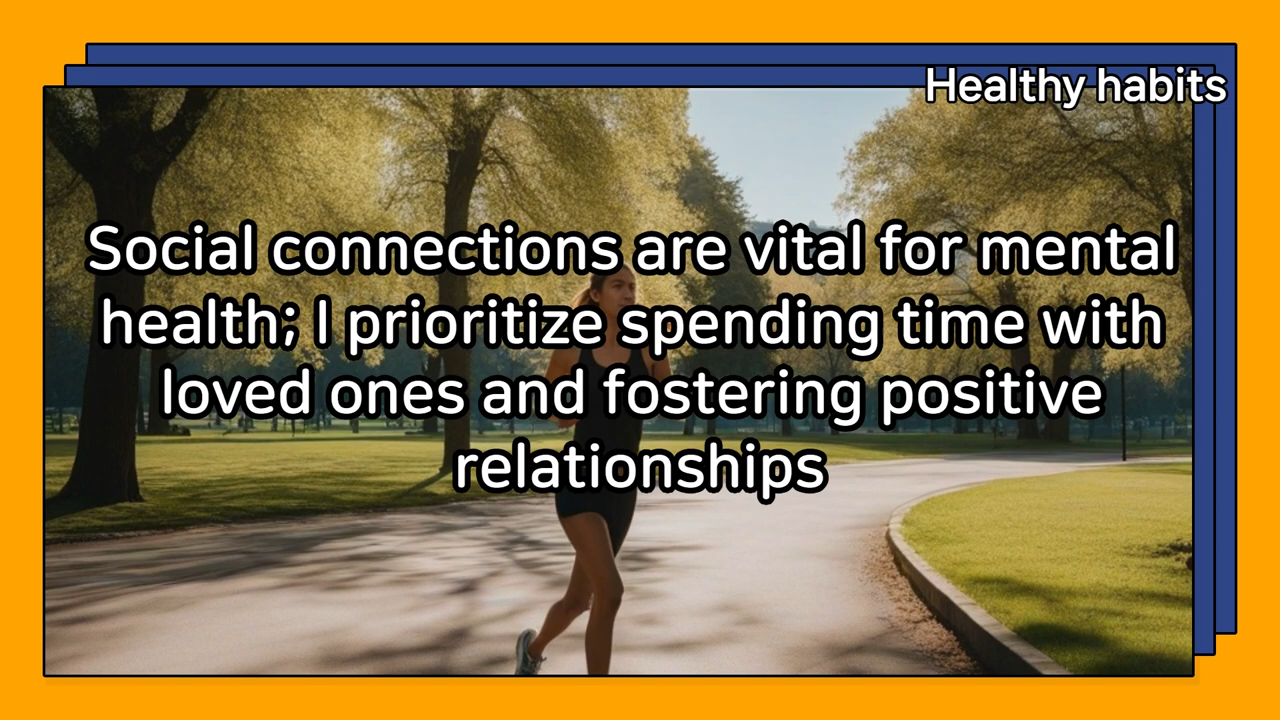 Healthy habits
Social connections are vital for mental
health; I prioritize spending time with
loved ones and fostering positive
relationships